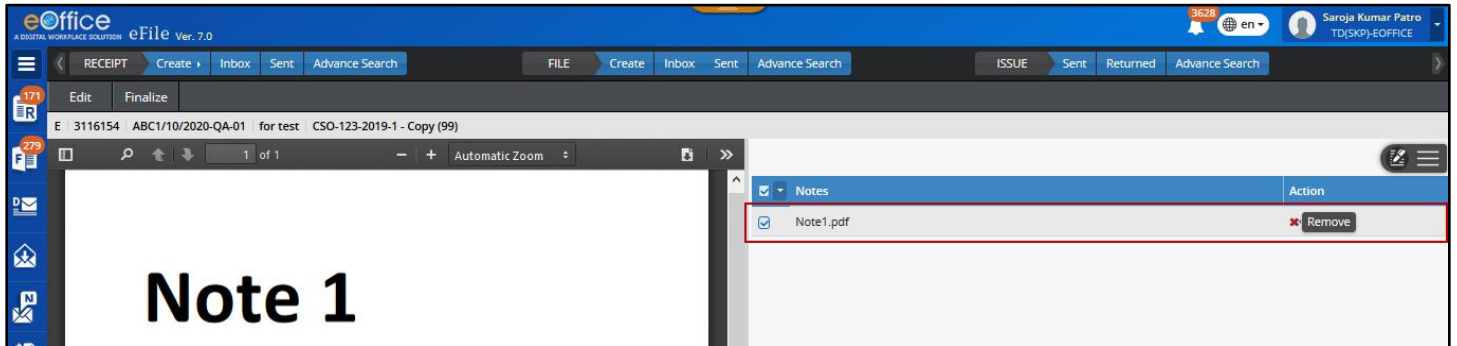 eOffice
A DIGITAL WORKPLACE SOLUTION eFile Ver. 7.0
3628 en Saroja Kumar Patro
TD(SKP)-EOFFICE
RECEIPT Create Inbox Sent Advance Search FILE Create Inbox Sent Advance Search ISSUE Sent Returned Advance Search
171 R
Edit Finalize
E 3116154 ABC1/10/2020-QA-01 for test CSO-123-2019-1 - Copy (99)
279 F
1 of 1 Automatic Zoom
Notes Action
D
Note1.pdf Remove
N
Note 1